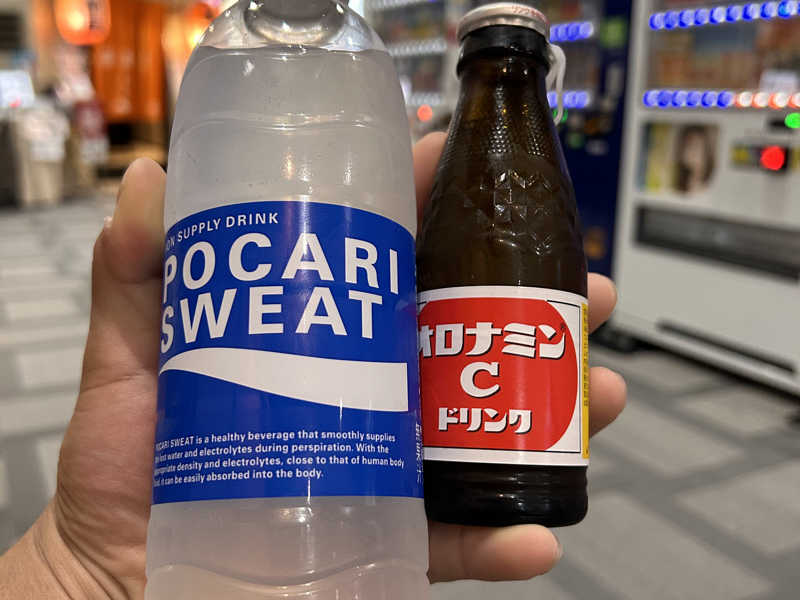 ON SUPPLY DRINK
POCARI
SWEAT
POCARI SWEAT is a healthy beverage that smoothly supplies
lost water and electrolytes during perspiration. With the
appropriate density and electrolytes, close to that of human body
fluid, it can be easily absorbed into the body.
オロナミン
C
ドリンク